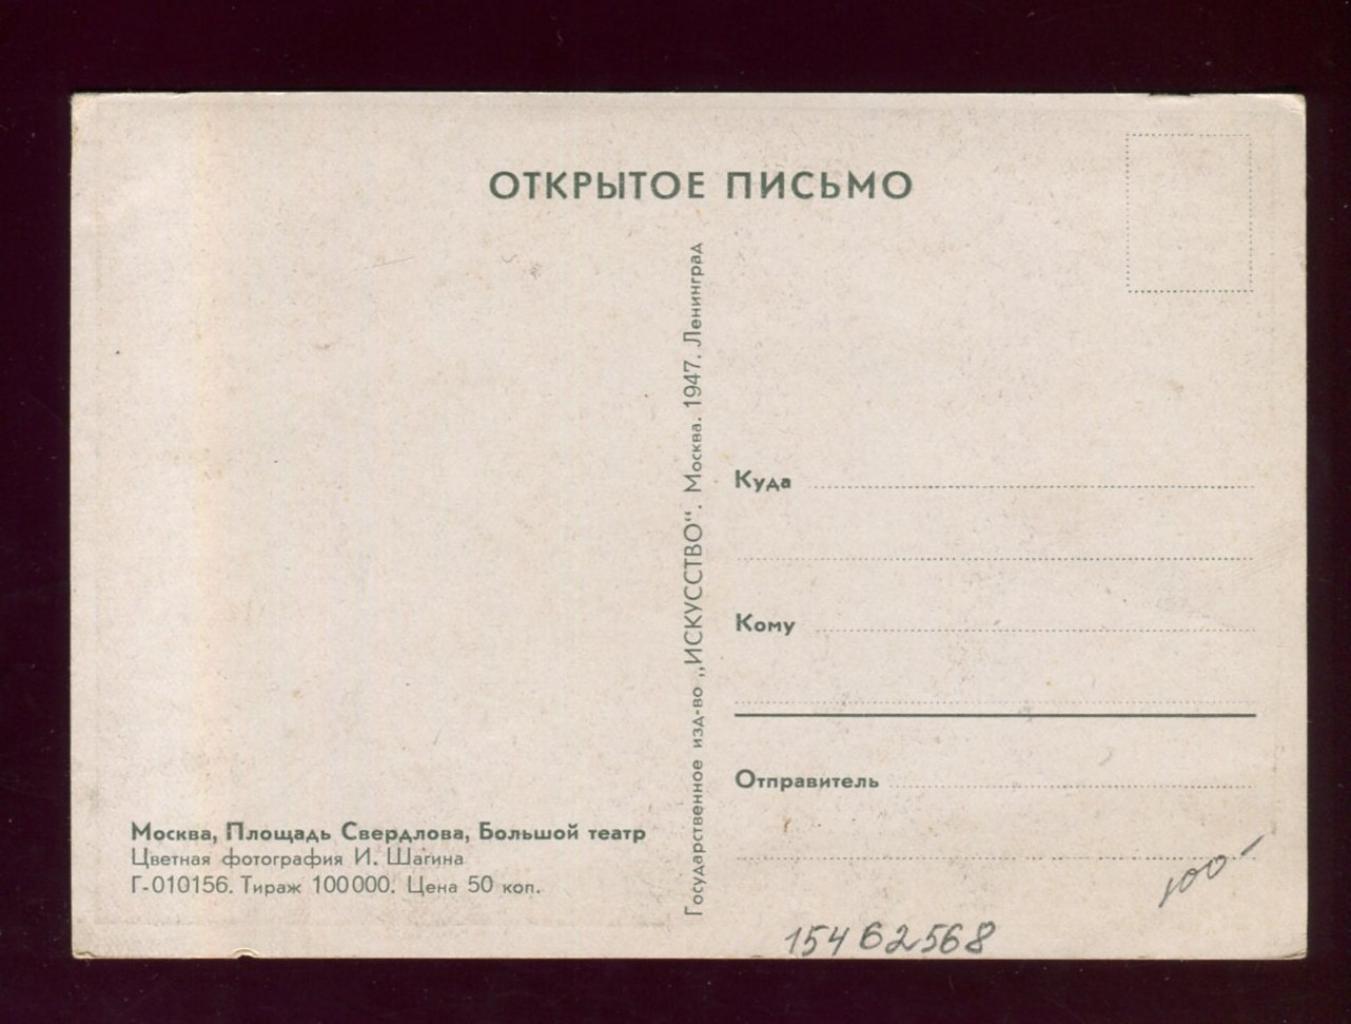 ОТКРЫТОЕ ПИСЬМО
Государственное изд-во „ИСКУССТВО“. Москва. 1947. Ленинград
Куда
Кому
Отправитель
Москва, Площадь Свердлова, Большой театр
Цветная фотография И. Шагина
Г-010156. Тираж 100000. Цена 50 коп.
100-
15462568